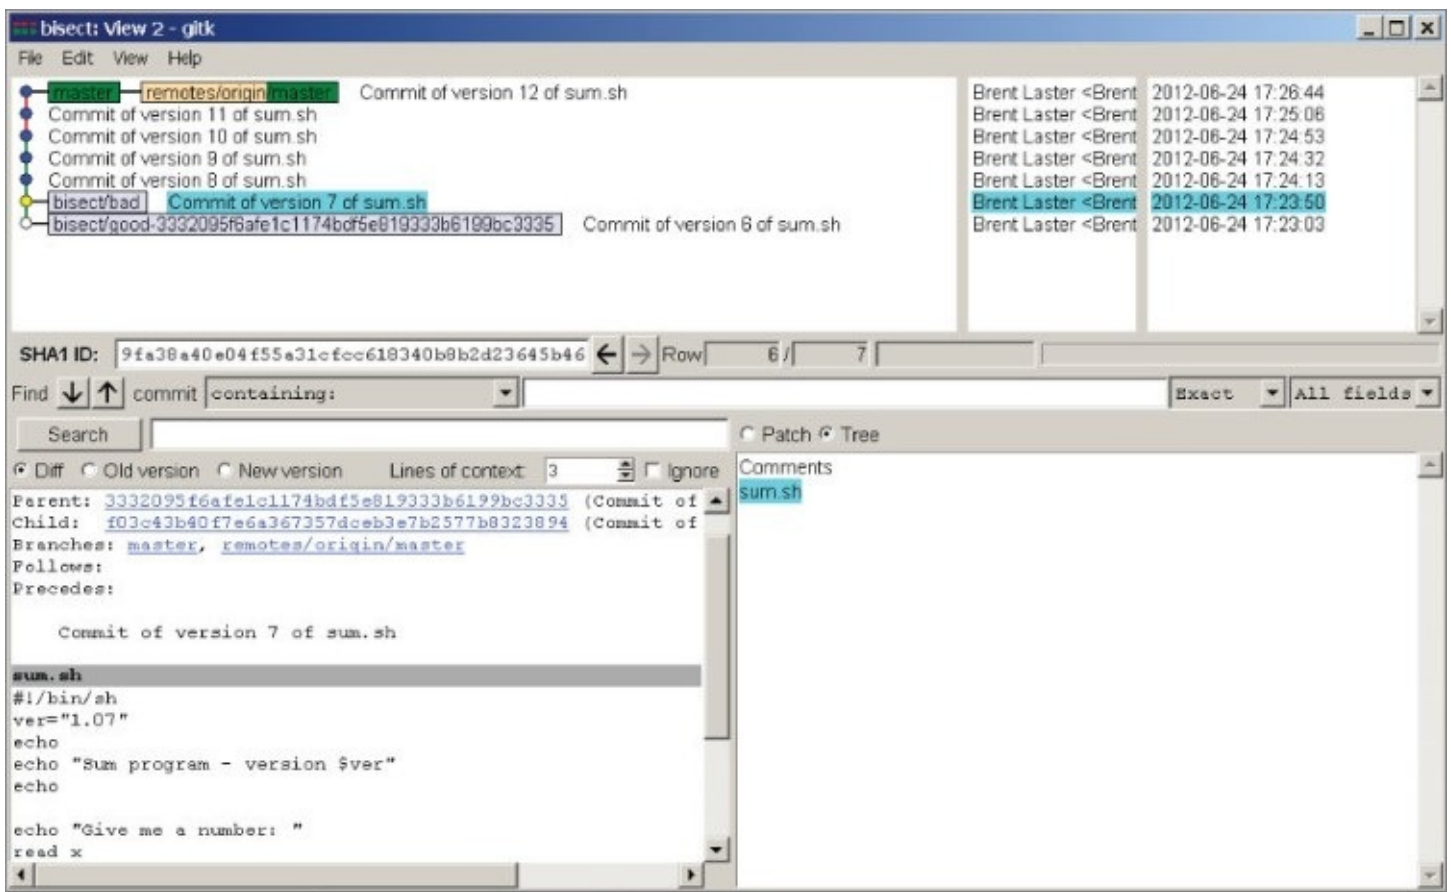 bisect: View 2 - gitk
File Edit View Help
master remotes/origin/master Commit of version 12 of sum.sh Brent Laster <Brent 2012-06-24 17:26:44
Commit of version 11 of sum.sh Brent Laster <Brent 2012-06-24 17:25:06
Commit of version 10 of sum.sh Brent Laster <Brent 2012-06-24 17:24:53
Commit of version 9 of sum.sh Brent Laster <Brent 2012-06-24 17:24:32
Commit of version 8 of sum.sh Brent Laster <Brent 2012-06-24 17:24:13
bisect/bad Commit of version 7 of sum.sh Brent Laster <Brent 2012-06-24 17:23:50
bisect/good-3332095f6afe1c1174bdf5e819333b6199bc3335 Commit of version 6 of sum.sh Brent Laster <Brent 2012-06-24 17:23:03
SHA1 ID: 9fa38a40e04f55a31cfcc618340b8b2d23645b46 Row 6 / 7
Find commit containing: Exact All fields
Search
Patch Tree
Diff Old version New version Lines of context: 3 Ignore
Parent: 3332095f6afe1c1174bdf5e819333b6199bc3335 (Commit of
Child: f03c43b40f7e6a367357dceb3e7b2577b8323894 (Commit of
Branches: master, remotes/origin/master
Follows:
Precedes:
Commit of version 7 of sum.sh
sum.sh
#!/bin/sh
ver="1.07"
echo
echo "Sum program - version $ver"
echo
echo "Give me a number: "
read x
Comments
sum.sh